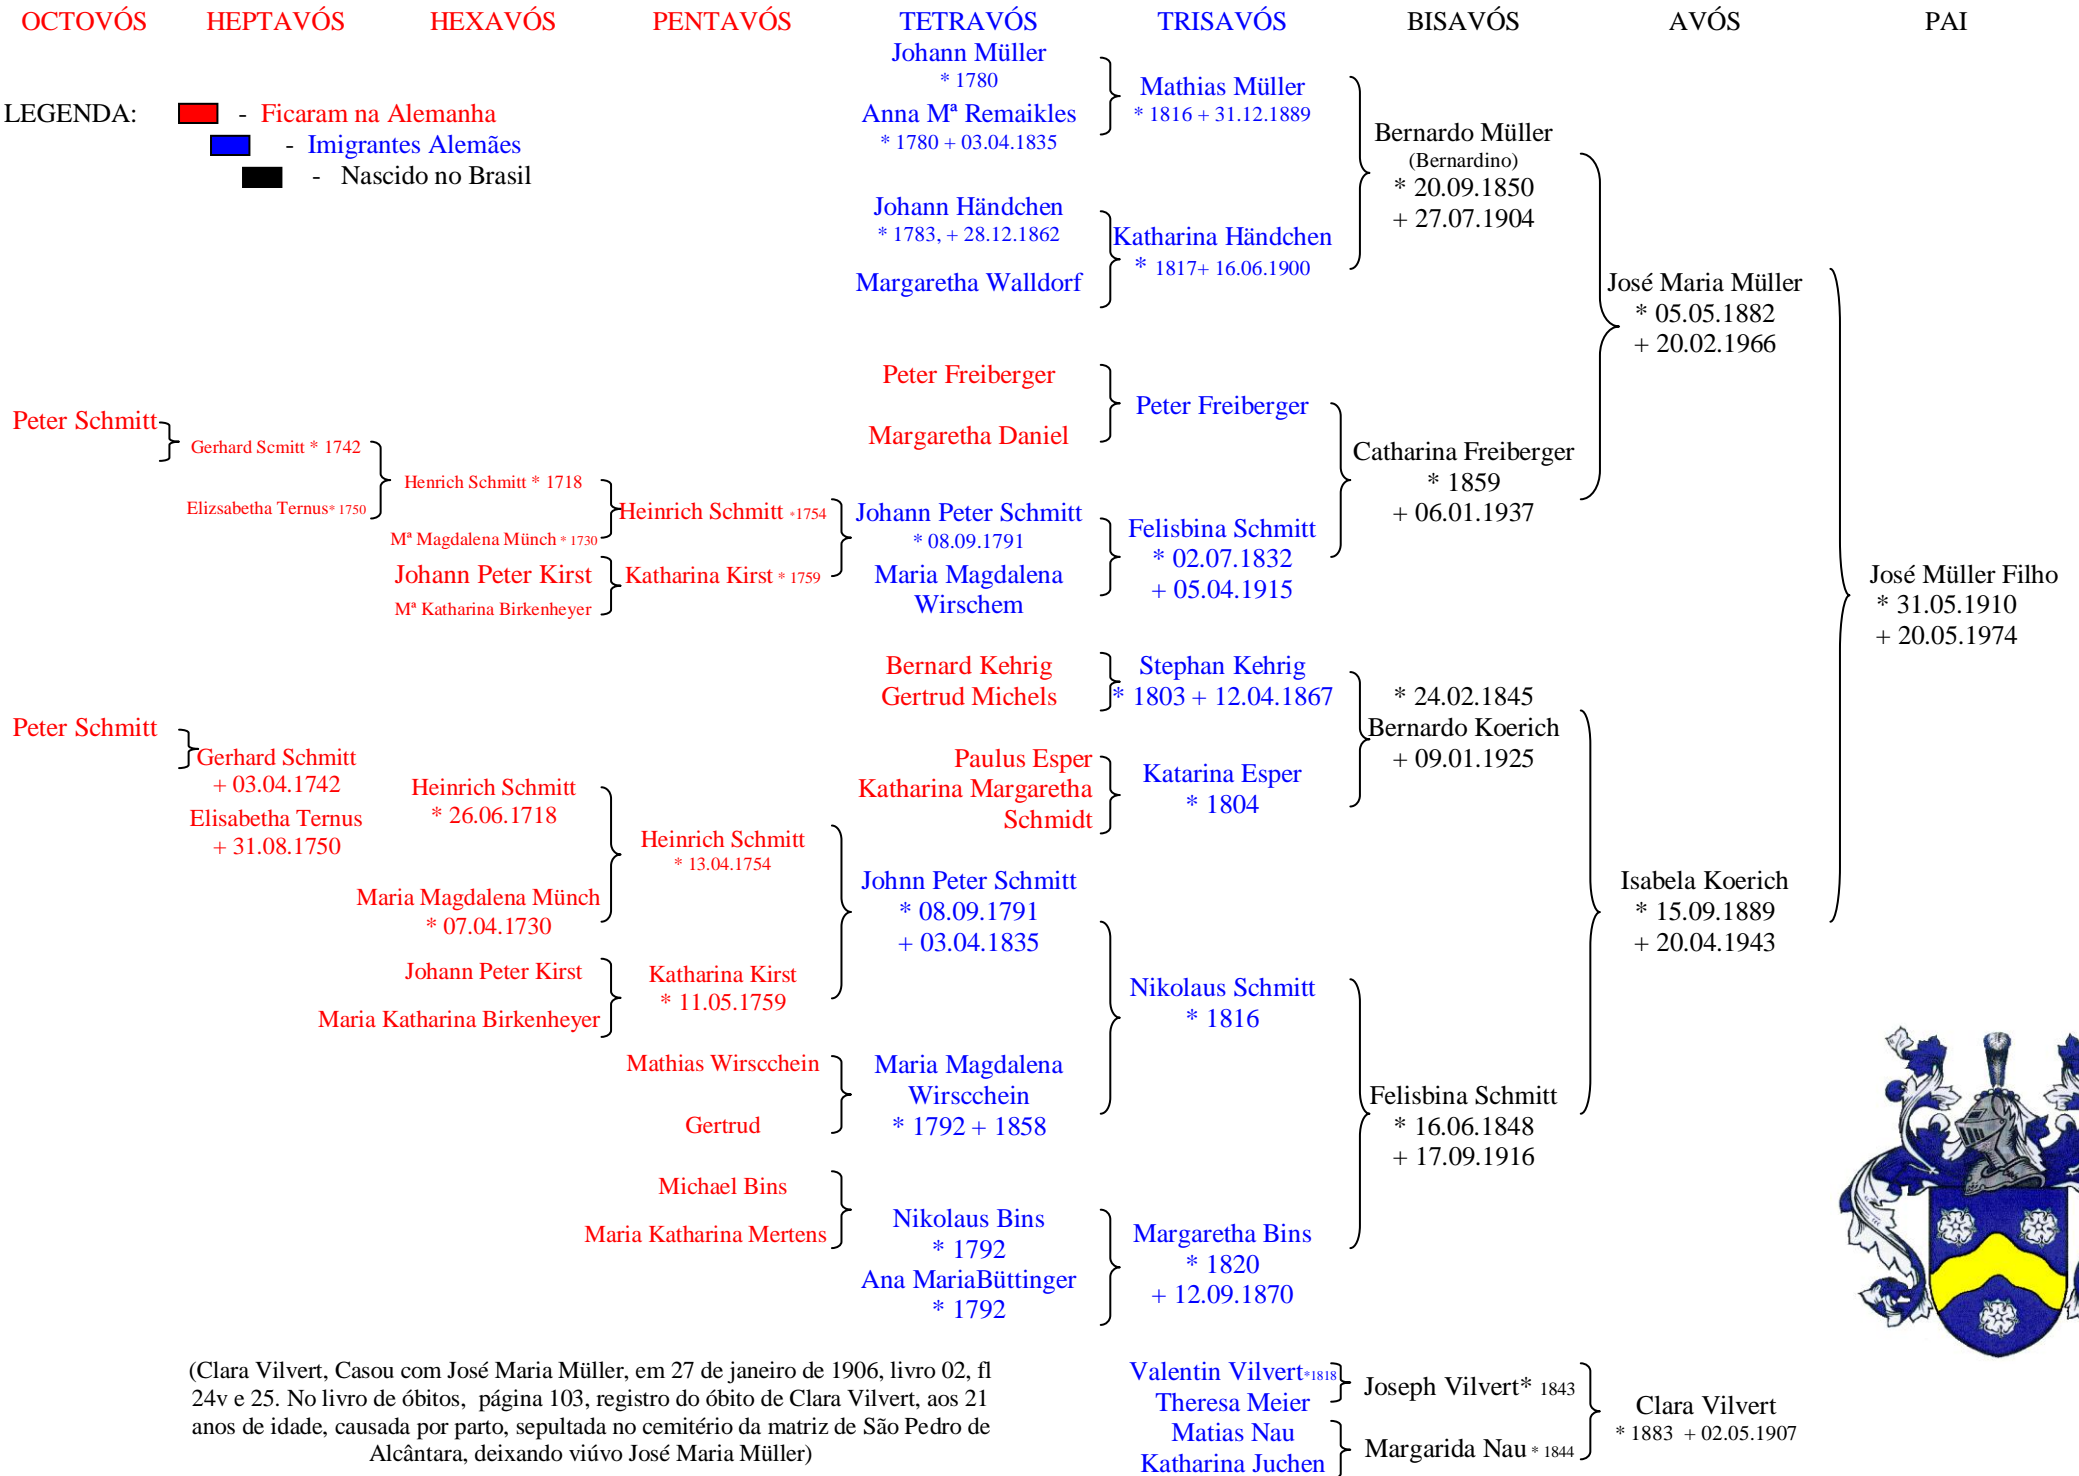 OCTOVÓS HEPTAVÓS HEXAVÓS PENTAVÓS TETRAVÓS TRISAVÓS BISAVÓS AVÓS PAI
LEGENDA:
- Ficaram na Alemanha
- Imigrantes Alemães
- Nascido no Brasil
Peter Schmitt
Peter Schmitt
Gerhard Scmitt * 1742
Elizsabetha Ternus* 1750
Gerhard Schmitt
+ 03.04.1742
Elisabetha Ternus
+ 31.08.1750
Henrich Schmitt * 1718
Mª Magdalena Münch * 1730
Johann Peter Kirst
Mª Katharina Birkenheyer
Heinrich Schmitt
* 26.06.1718
Maria Magdalena Münch
* 07.04.1730
Johann Peter Kirst
Maria Katharina Birkenheyer
Heinrich Schmitt *1754
Katharina Kirst * 1759
Heinrich Schmitt
* 13.04.1754
Katharina Kirst
* 11.05.1759
Mathias Wirscchein
Gertrud
Michael Bins
Maria Katharina Mertens
Johann Müller
* 1780
Anna Mª Remaikles
* 1780 + 03.04.1835
Johann Händchen
* 1783, + 28.12.1862
Margaretha Walldorf
Peter Freiberger
Margaretha Daniel
Johann Peter Schmitt
* 08.09.1791
Maria Magdalena
Wirschem
Bernard Kehrig
Gertrud Michels
Paulus Esper
Katharina Margaretha
Schmidt
Johnn Peter Schmitt
* 08.09.1791
+ 03.04.1835
Maria Magdalena
Wirscchein
* 1792 + 1858
Nikolaus Bins
* 1792
Ana MariaBüttinger
* 1792
Mathias Müller
* 1816 + 31.12.1889
Katharina Händchen
* 1817+ 16.06.1900
Peter Freiberger
Felisbina Schmitt
* 02.07.1832
+ 05.04.1915
Stephan Kehrig
* 1803 + 12.04.1867
Katarina Esper
* 1804
Nikolaus Schmitt
* 1816
Margaretha Bins
* 1820
+ 12.09.1870
Valentin Vilvert*1818
Theresa Meier
Matias Nau
Katharina Juchen
Bernardo Müller
(Bernardino)
* 20.09.1850
+ 27.07.1904
Catharina Freiberger
* 1859
+ 06.01.1937
* 24.02.1845
Bernardo Koerich
+ 09.01.1925
Felisbina Schmitt
* 16.06.1848
+ 17.09.1916
Joseph Vilvert* 1843
Margarida Nau * 1844
José Maria Müller
* 05.05.1882
+ 20.02.1966
Isabela Koerich
* 15.09.1889
+ 20.04.1943
Clara Vilvert
* 1883 + 02.05.1907
José Müller Filho
* 31.05.1910
+ 20.05.1974
(Clara Vilvert, Casou com José Maria Müller, em 27 de janeiro de 1906, livro 02, fl
24v e 25. No livro de óbitos, página 103, registro do óbito de Clara Vilvert, aos 21
anos de idade, causada por parto, sepultada no cemitério da matriz de São Pedro de
Alcântara, deixando viúvo José Maria Müller)